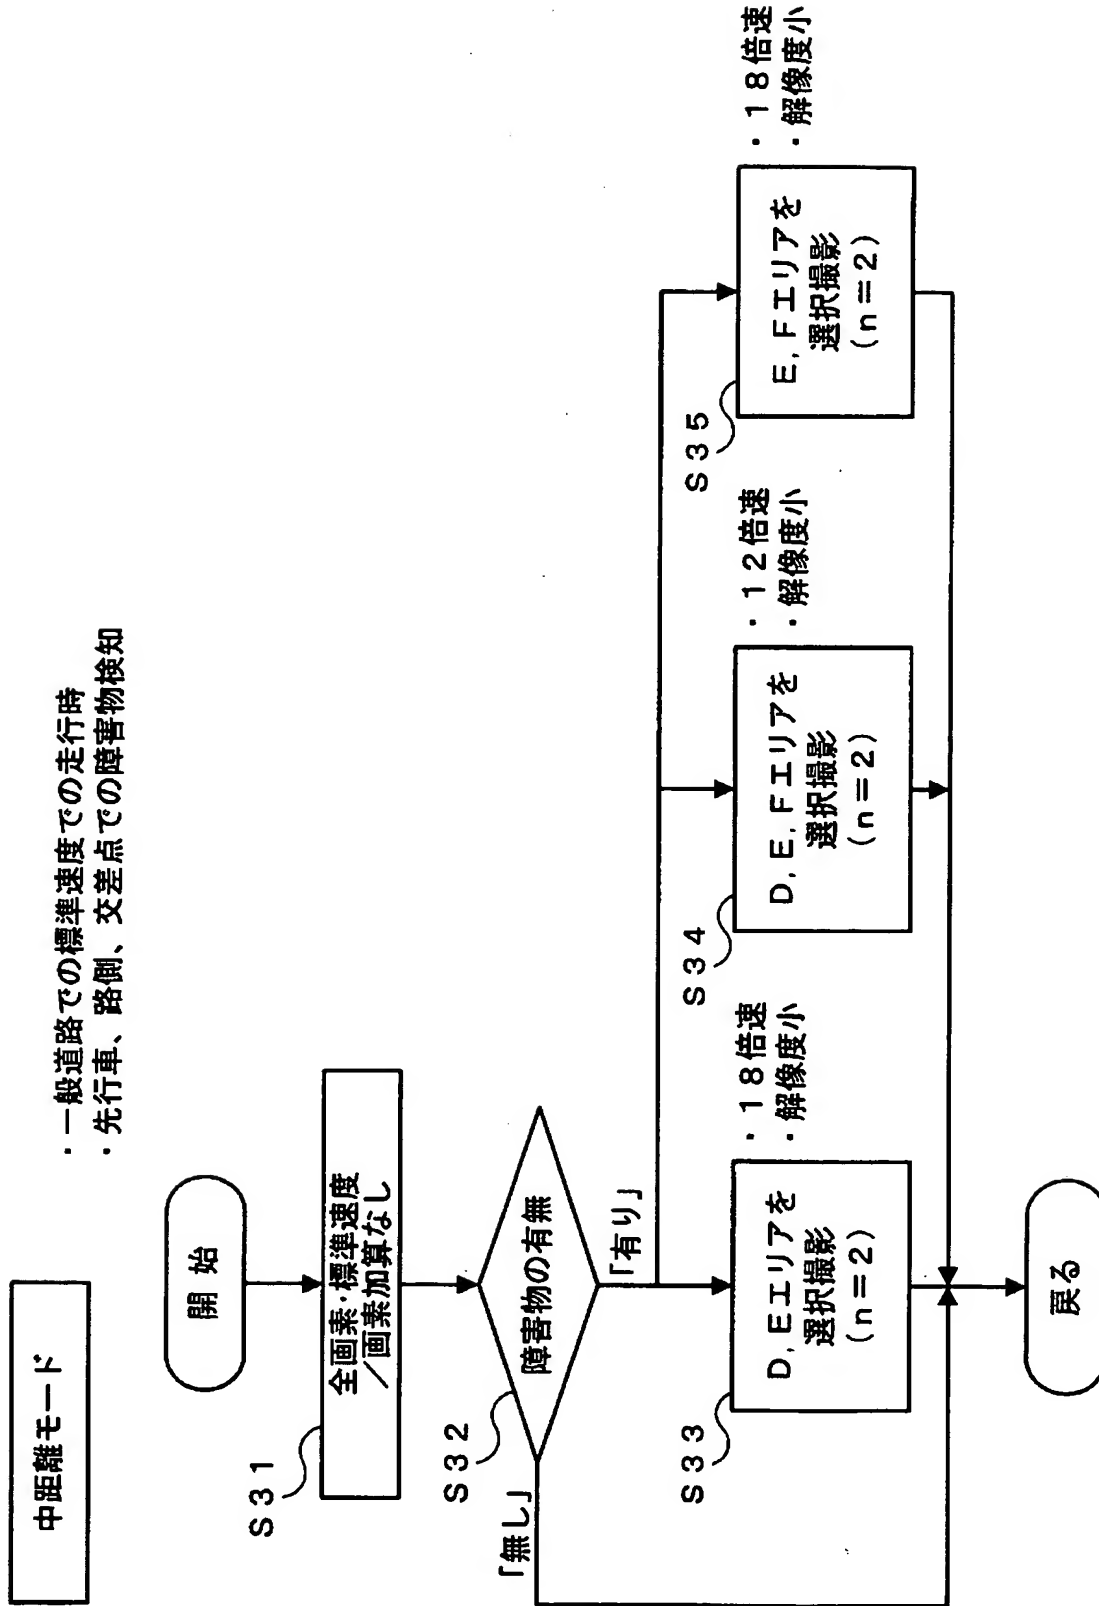 中距離モード
・一般道路での標準速度での走行時
・先行車、路側、交差点での障害物検知
開 始
S31
全画素・標準速度
／画素加算なし
S32
障害物の有無
「無し」
「有り」
S33
D, Eエリアを
選択撮影
(n=2)
・18倍速
・解像度小
S34
D, E, Fエリアを
選択撮影
(n=2)
・12倍速
・解像度小
S35
E, Fエリアを
選択撮影
(n=2)
・18倍速
・解像度小
戻る